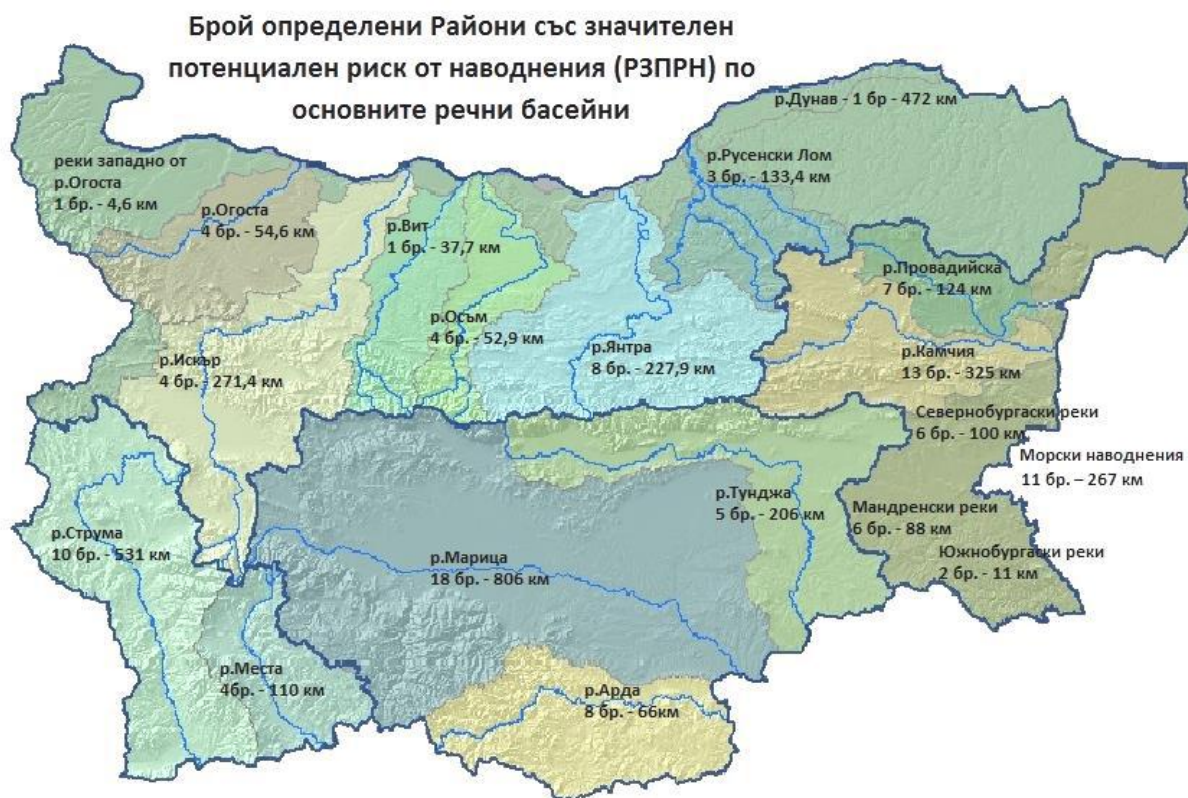 Брой определени Райони със значителен
потенциален риск от наводнения (РЗПРН) по
основните речни басейни
р.Дунав - 1 бр - 472 км
реки западно от
р.Огоста
1 бр. - 4,6 км
р.Огоста
4 бр. - 54,6 км
р.Вит
1 бр. - 37,7 км
р.Осъм
4 бр. - 52,9 км
р.Искър
4 бр. - 271,4 км
р.Янтра
8 бр. - 227,9 км
р.Русенски Лом
3 бр. - 133,4 км
р.Провадийска
7 бр. - 124 км
р.Камчия
13 бр. - 325 км
Севернобургаски реки
6 бр. - 100 км
Морски наводнения
11 бр. – 267 км
Мандренски реки
6 бр. - 88 км
Южнобургаски реки
2 бр. - 11 км
р.Тунджа
5 бр. - 206 км
р.Марица
18 бр. - 806 км
р.Струма
10 бр. - 531 км
р.Места
4бр. - 110 км
р.Арда
8 бр. - 66км